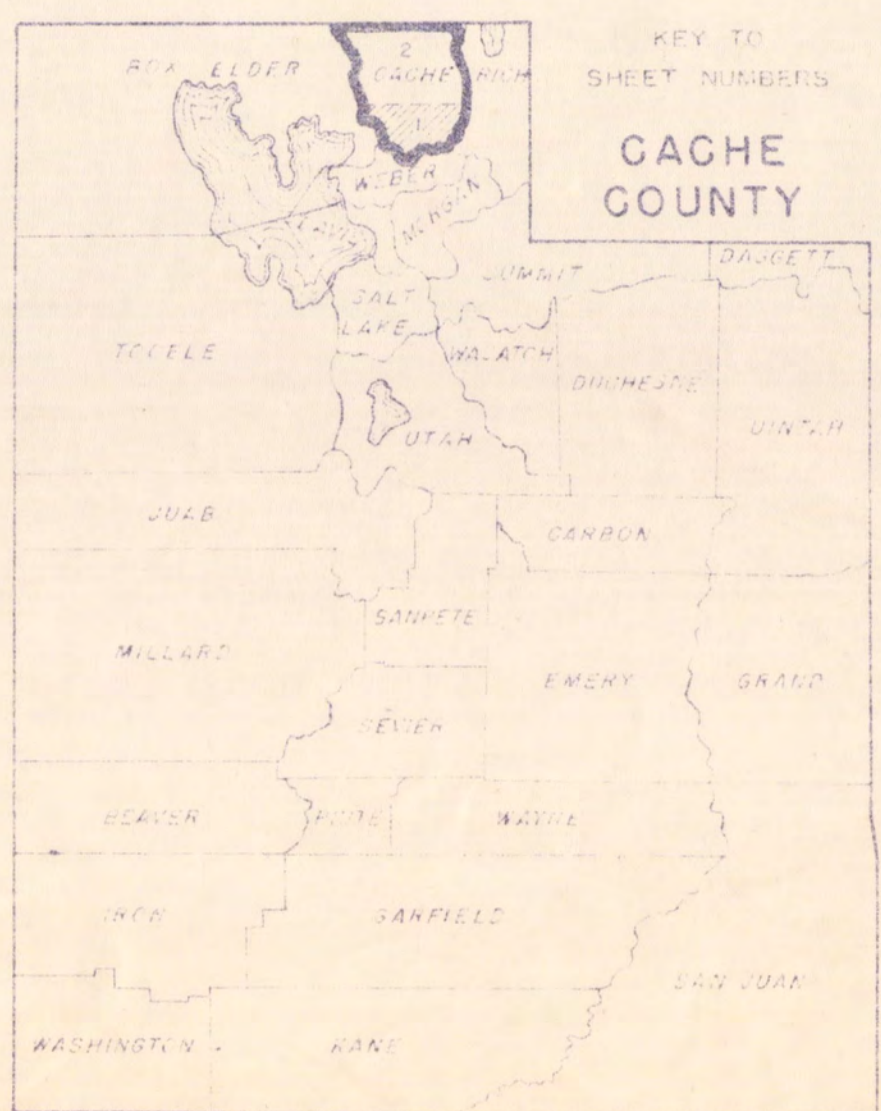 KEY TO
SHEET NUMBERS
CACHE
COUNTY
2
BOX ELDER
CACHE
RICH
1
WEBER
MORGAN
DAVIS
DAGGETT
SUMMIT
SALT
LAKE
TOOELE
WASATCH
DUCHESNE
UINTAH
UTAH
JUAB
CARBON
SANPETE
MILLARD
EMERY
GRAND
SEVIER
BEAVER
PIUTE
WAYNE
IRON
GARFIELD
SAN JUAN
WASHINGTON
KANE